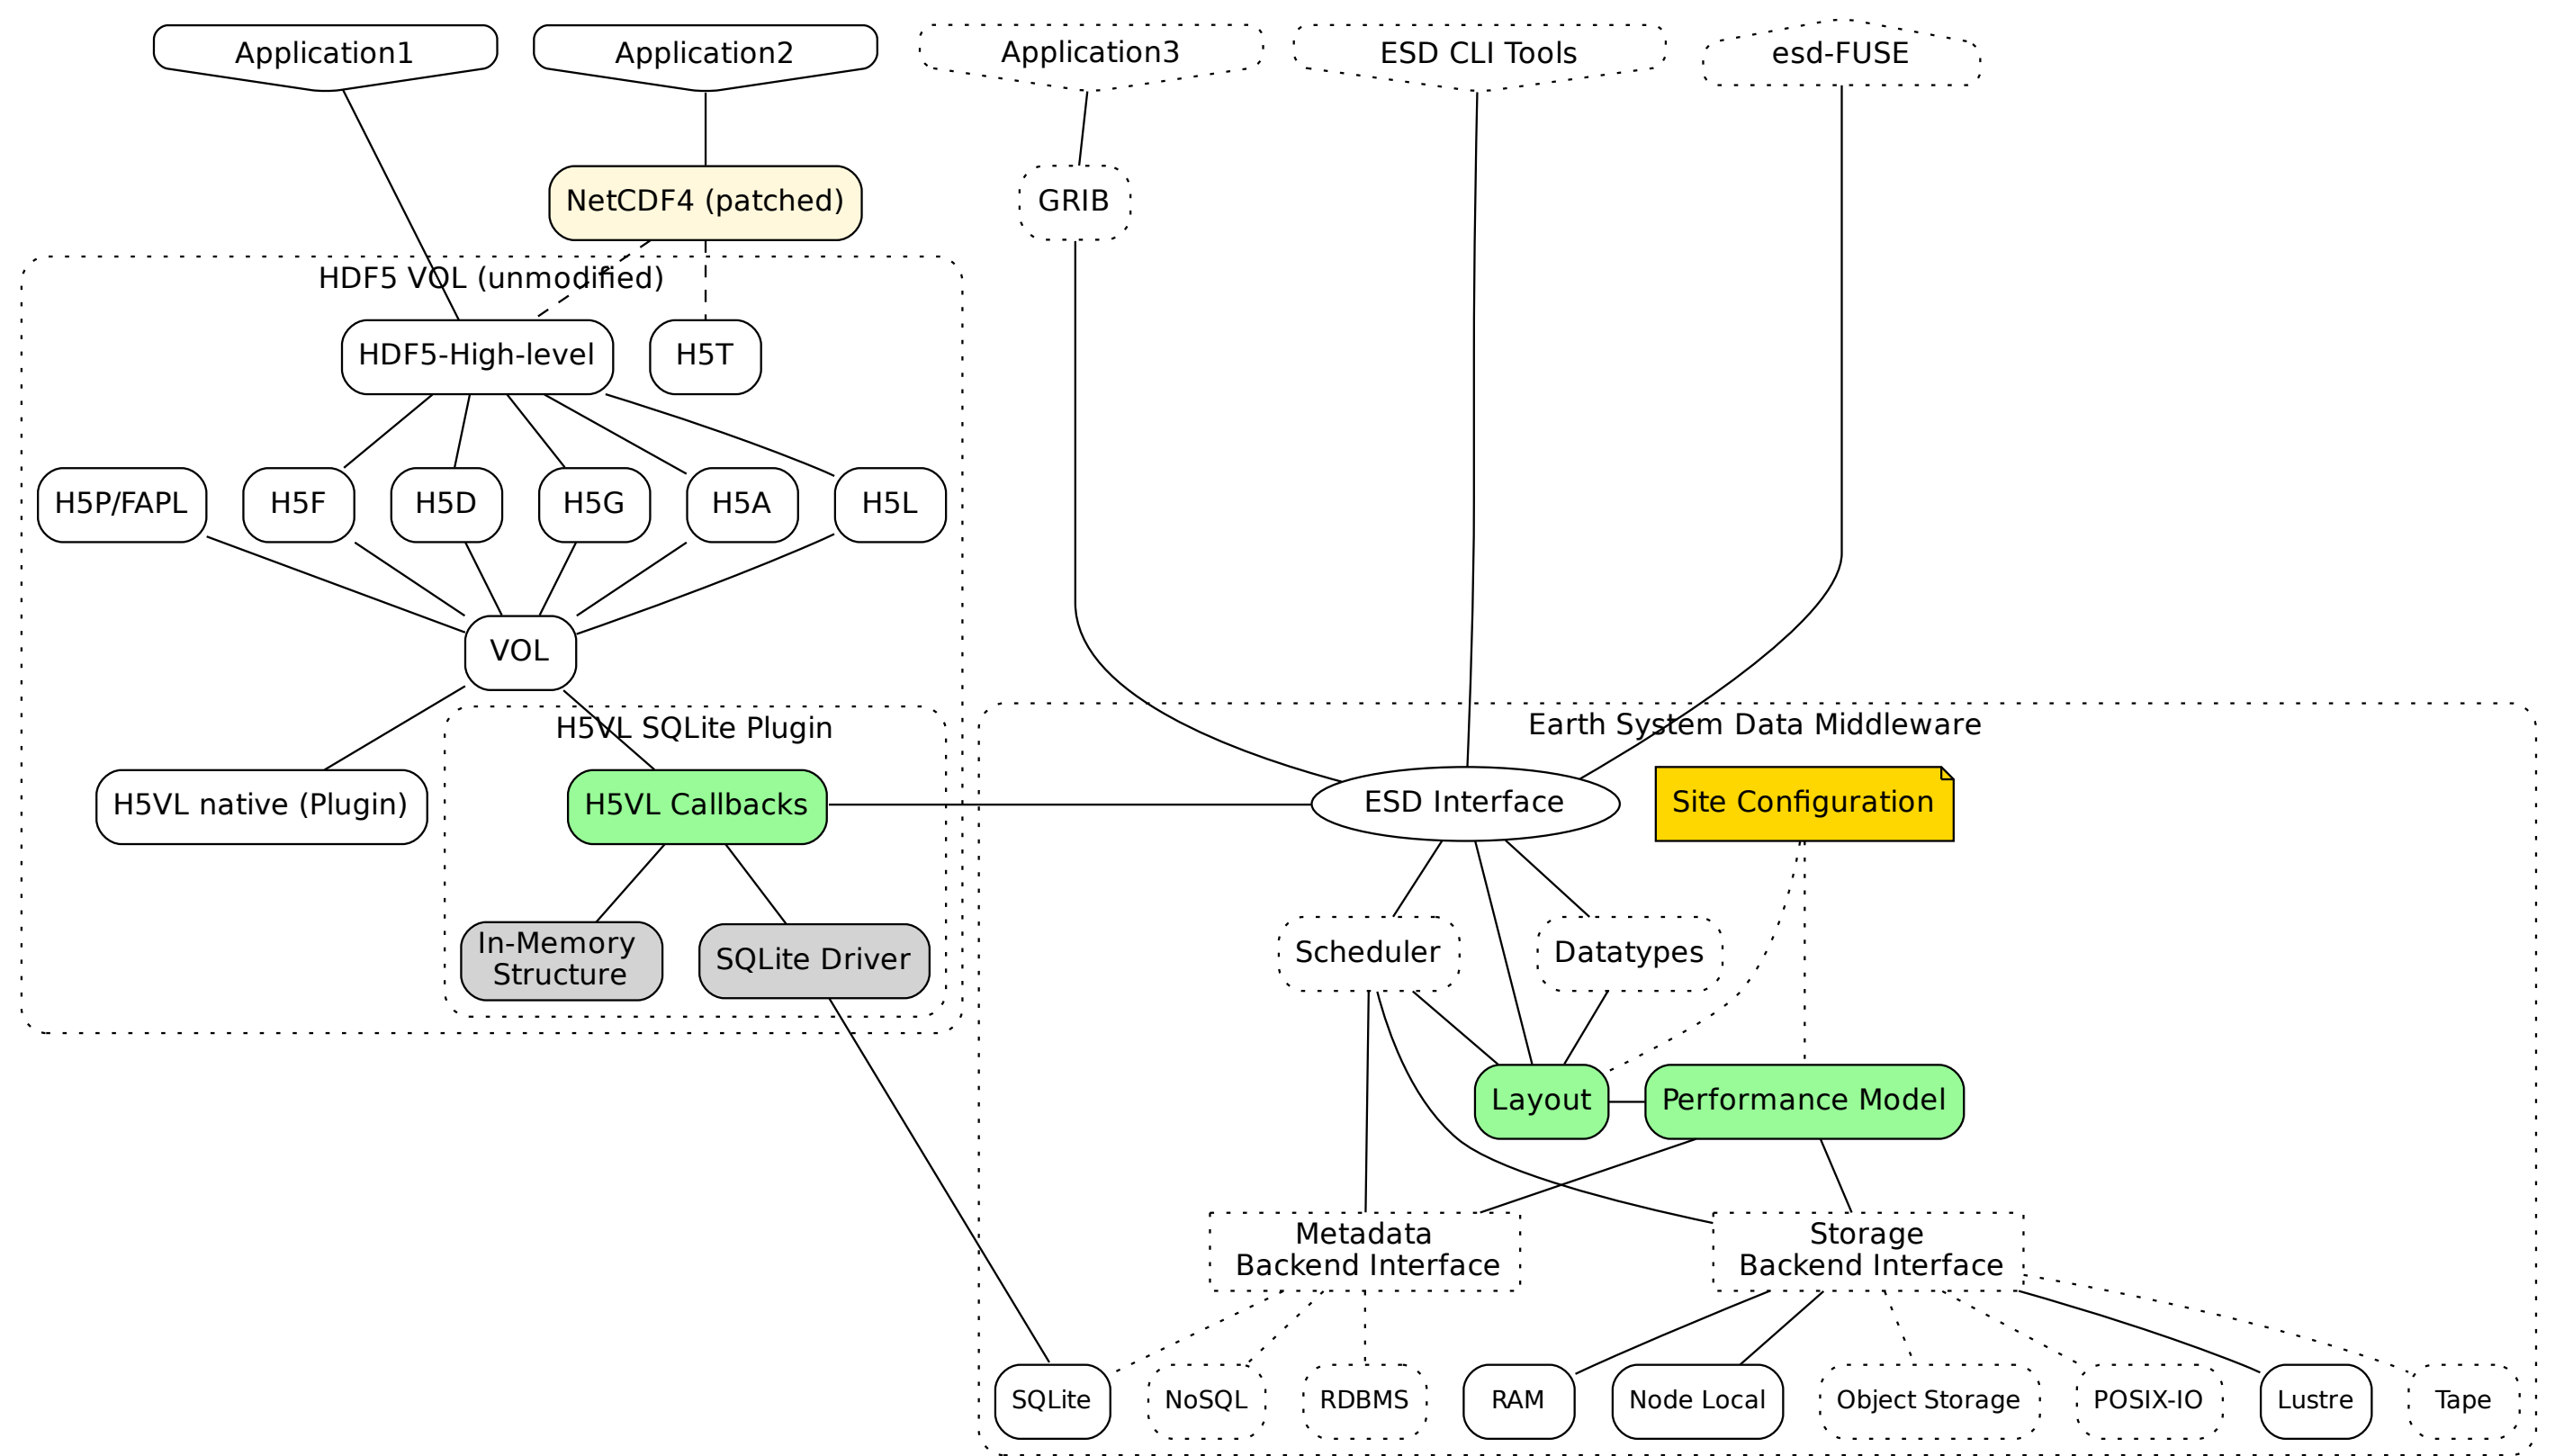 Application1
Application2
Application3
ESD CLI Tools
esd-FUSE
NetCDF4 (patched)
GRIB
HDF5 VOL (unmodified)
HDF5-High-level
H5T
H5P/FAPL
H5F
H5D
H5G
H5A
H5L
VOL
H5VL SQLite Plugin
Earth System Data Middleware
H5VL native (Plugin)
H5VL Callbacks
ESD Interface
Site Configuration
In-Memory
Structure
SQLite Driver
Scheduler
Datatypes
Layout
Performance Model
Metadata
Backend Interface
Storage
Backend Interface
SQLite
NoSQL
RDBMS
RAM
Node Local
Object Storage
POSIX-IO
Lustre
Tape